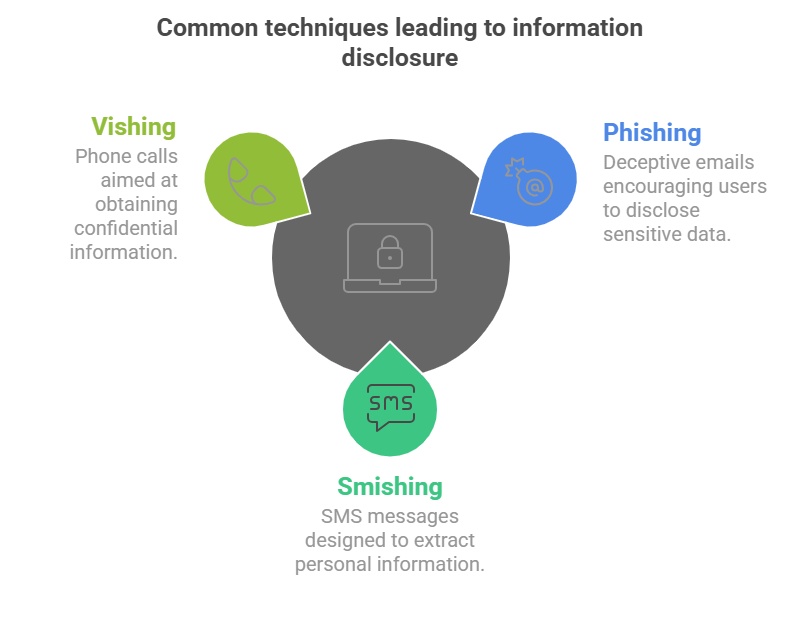 Common techniques leading to information
disclosure
Vishing
Phone calls
aimed at
obtaining
confidential
information.
Phishing
Deceptive emails
encouraging users
to disclose
sensitive data.
@
SMS
Smishing
SMS messages
designed to extract
personal information.